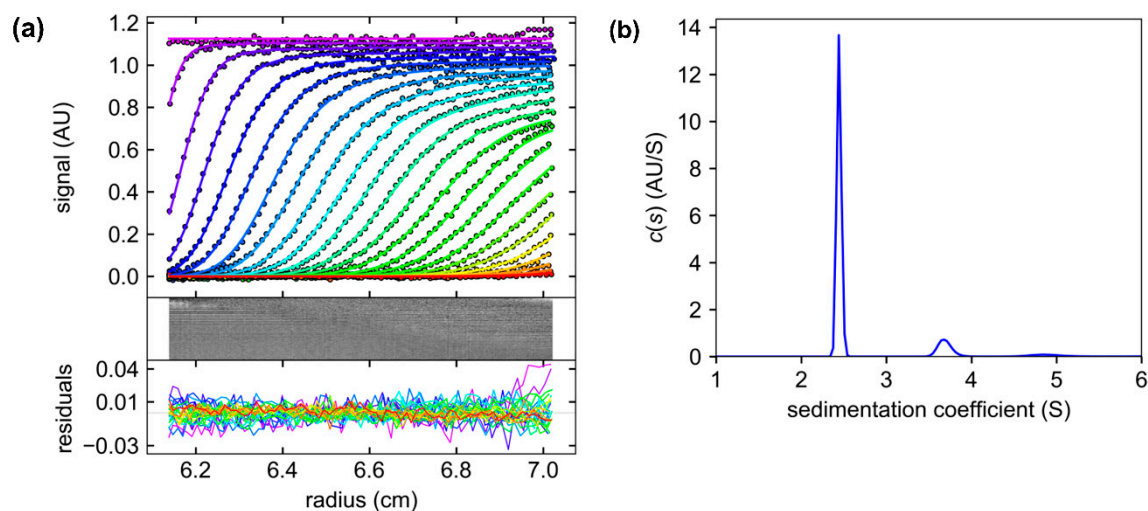 (a)
signal (AU)
1.2
1.0
0.8
0.6
0.4
0.2
0.0
residuals
0.04
0.01
−0.03
6.2 6.4 6.6 6.8 7.0
radius (cm)
(b)
c(s) (AU/S)
14
12
10
8
6
4
2
0
1 2 3 4 5 6
sedimentation coefficient (S)